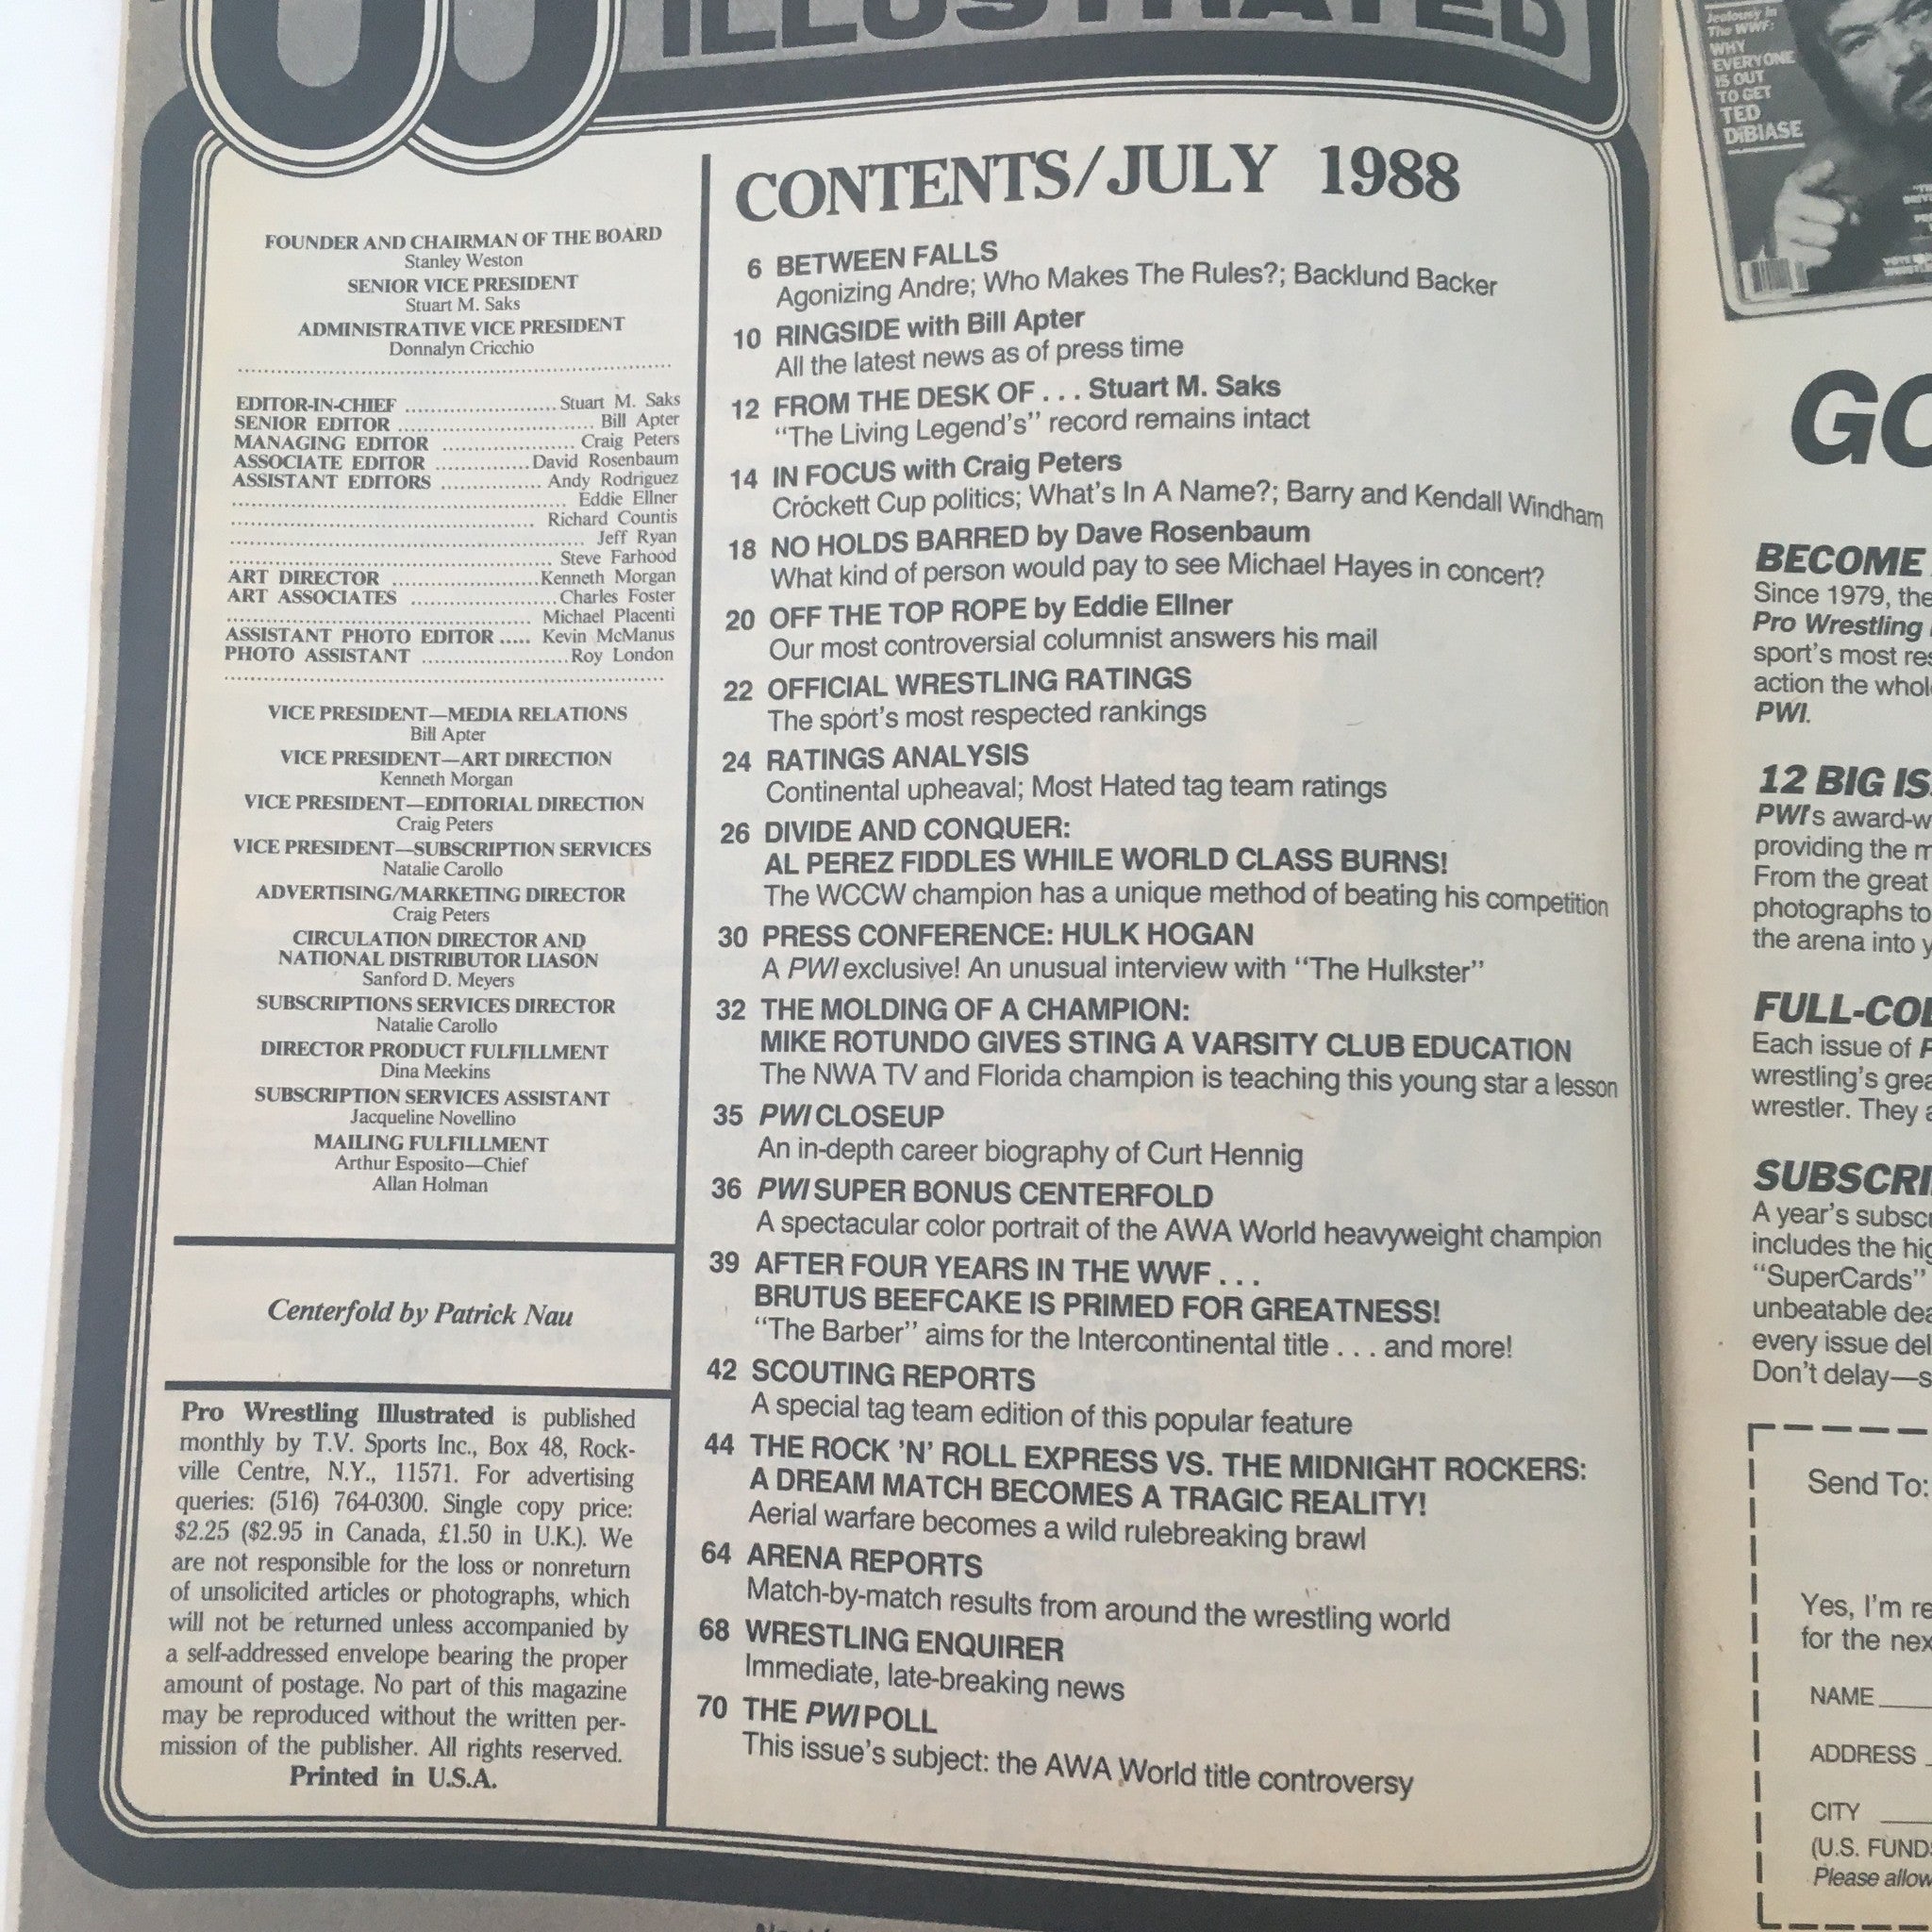 ILLUSTRATED
FOUNDER AND CHAIRMAN OF THE BOARD
Stanley Weston
SENIOR VICE PRESIDENT
Stuart M. Saks
ADMINISTRATIVE VICE PRESIDENT
Donnalyn Cricchio
EDITOR-IN-CHIEF ........................... Stuart M. Saks
SENIOR EDITOR ................................... Bill Apter
MANAGING EDITOR ........................ Craig Peters
ASSOCIATE EDITOR .................David Rosenbaum
ASSISTANT EDITORS .................. Andy Rodriguez
............................................................ Eddie Ellner
...................................................... Richard Countis
............................................................... Jeff Ryan
......................................................... Steve Farhood
ART DIRECTOR ..........................Kenneth Morgan
ART ASSOCIATES ..........................Charles Foster
...................................................... Michael Placenti
ASSISTANT PHOTO EDITOR ..... Kevin McManus
PHOTO ASSISTANT ..........................Roy London
VICE PRESIDENT—MEDIA RELATIONS
Bill Apter
VICE PRESIDENT—ART DIRECTION
Kenneth Morgan
VICE PRESIDENT—EDITORIAL DIRECTION
Craig Peters
VICE PRESIDENT—SUBSCRIPTION SERVICES
Natalie Carollo
ADVERTISING/MARKETING DIRECTOR
Craig Peters
CIRCULATION DIRECTOR AND
NATIONAL DISTRIBUTOR LIASON
Sanford D. Meyers
SUBSCRIPTIONS SERVICES DIRECTOR
Natalie Carollo
DIRECTOR PRODUCT FULFILLMENT
Dina Meekins
SUBSCRIPTION SERVICES ASSISTANT
Jacqueline Novellino
MAILING FULFILLMENT
Arthur Esposito—Chief
Allan Holman
Centerfold by Patrick Nau
Pro Wrestling Illustrated is published
monthly by T.V. Sports Inc., Box 48, Rock-
ville Centre, N.Y., 11571. For advertising
queries: (516) 764-0300. Single copy price:
$2.25 ($2.95 in Canada, £1.50 in U.K.). We
are not responsible for the loss or nonreturn
of unsolicited articles or photographs, which
will not be returned unless accompanied by
a self-addressed envelope bearing the proper
amount of postage. No part of this magazine
may be reproduced without the written per-
mission of the publisher. All rights reserved.
Printed in U.S.A.
CONTENTS/JULY 1988
6 BETWEEN FALLS
Agonizing Andre; Who Makes The Rules?; Backlund Backer
10 RINGSIDE with Bill Apter
All the latest news as of press time
12 FROM THE DESK OF . . . Stuart M. Saks
“The Living Legend’s” record remains intact
14 IN FOCUS with Craig Peters
Crockett Cup politics; What’s In A Name?; Barry and Kendall Windham
18 NO HOLDS BARRED by Dave Rosenbaum
What kind of person would pay to see Michael Hayes in concert?
20 OFF THE TOP ROPE by Eddie Ellner
Our most controversial columnist answers his mail
22 OFFICIAL WRESTLING RATINGS
The sport’s most respected rankings
24 RATINGS ANALYSIS
Continental upheaval; Most Hated tag team ratings
26 DIVIDE AND CONQUER:
AL PEREZ FIDDLES WHILE WORLD CLASS BURNS!
The WCCW champion has a unique method of beating his competition
30 PRESS CONFERENCE: HULK HOGAN
A PWI exclusive! An unusual interview with “The Hulkster”
32 THE MOLDING OF A CHAMPION:
MIKE ROTUNDO GIVES STING A VARSITY CLUB EDUCATION
The NWA TV and Florida champion is teaching this young star a lesson
35 PWI CLOSEUP
An in-depth career biography of Curt Hennig
36 PWI SUPER BONUS CENTERFOLD
A spectacular color portrait of the AWA World heavyweight champion
39 AFTER FOUR YEARS IN THE WWF . . .
BRUTUS BEEFCAKE IS PRIMED FOR GREATNESS!
“The Barber” aims for the Intercontinental title . . . and more!
42 SCOUTING REPORTS
A special tag team edition of this popular feature
44 THE ROCK ’N’ ROLL EXPRESS VS. THE MIDNIGHT ROCKERS:
A DREAM MATCH BECOMES A TRAGIC REALITY!
Aerial warfare becomes a wild rulebreaking brawl
64 ARENA REPORTS
Match-by-match results from around the wrestling world
68 WRESTLING ENQUIRER
Immediate, late-breaking news
70 THE PWI POLL
This issue’s subject: the AWA World title controversy
Jealousy In
The WWF:
WHY
EVERYONE
IS OUT
TO GET
TED
DiBIASE
GO
BECOME
Since 1979, the
Pro Wrestling
sport’s most res
action the whol
PWI.
12 BIG IS
PWI’s award-w
providing the m
From the great
photographs to
the arena into y
FULL-COL
Each issue of
wrestling’s grea
wrestler. They a
SUBSCRI
A year’s subscr
includes the hig
“SuperCards”
unbeatable dea
every issue del
Don’t delay—s
Send To:
Yes, I’m re
for the nex
NAME
ADDRESS
CITY
(U.S. FUND
Please allow